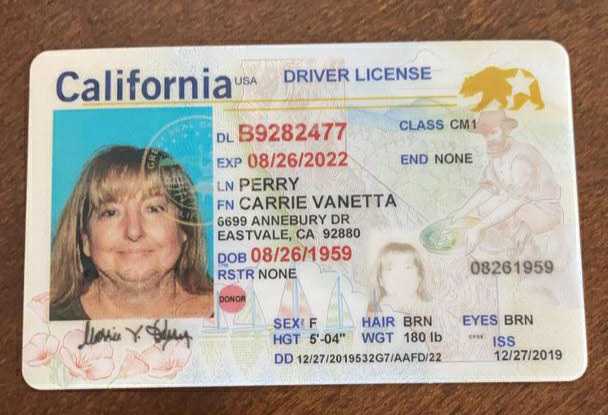 California USA DRIVER LICENSE
DL B9282477 CLASS CM1
EXP 08/26/2022 END NONE
LN PERRY
FN CARRIE VANETTA
6699 ANNEBURY DR
EASTVALE, CA 92880
DOB 08/26/1959
RSTR NONE 08261959
DONOR
SEX F HAIR BRN EYES BRN
HGT 5'-04" WGT 180 lb ISS
DD 12/27/2019532G7/AAFD/22 12/27/2019